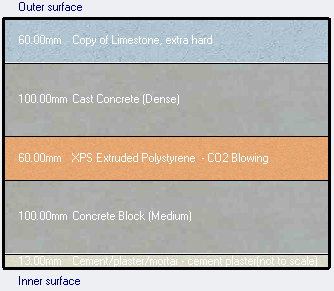 Outer surface
60.00mm Copy of Limestone, extra hard
100.00mm Cast Concrete (Dense)
60.00mm XPS Extruded Polystyrene - CO2 Blowing
100.00mm Concrete Block (Medium)
13.00mm Cement/plaster/mortar - cement plaster(not to scale)
Inner surface